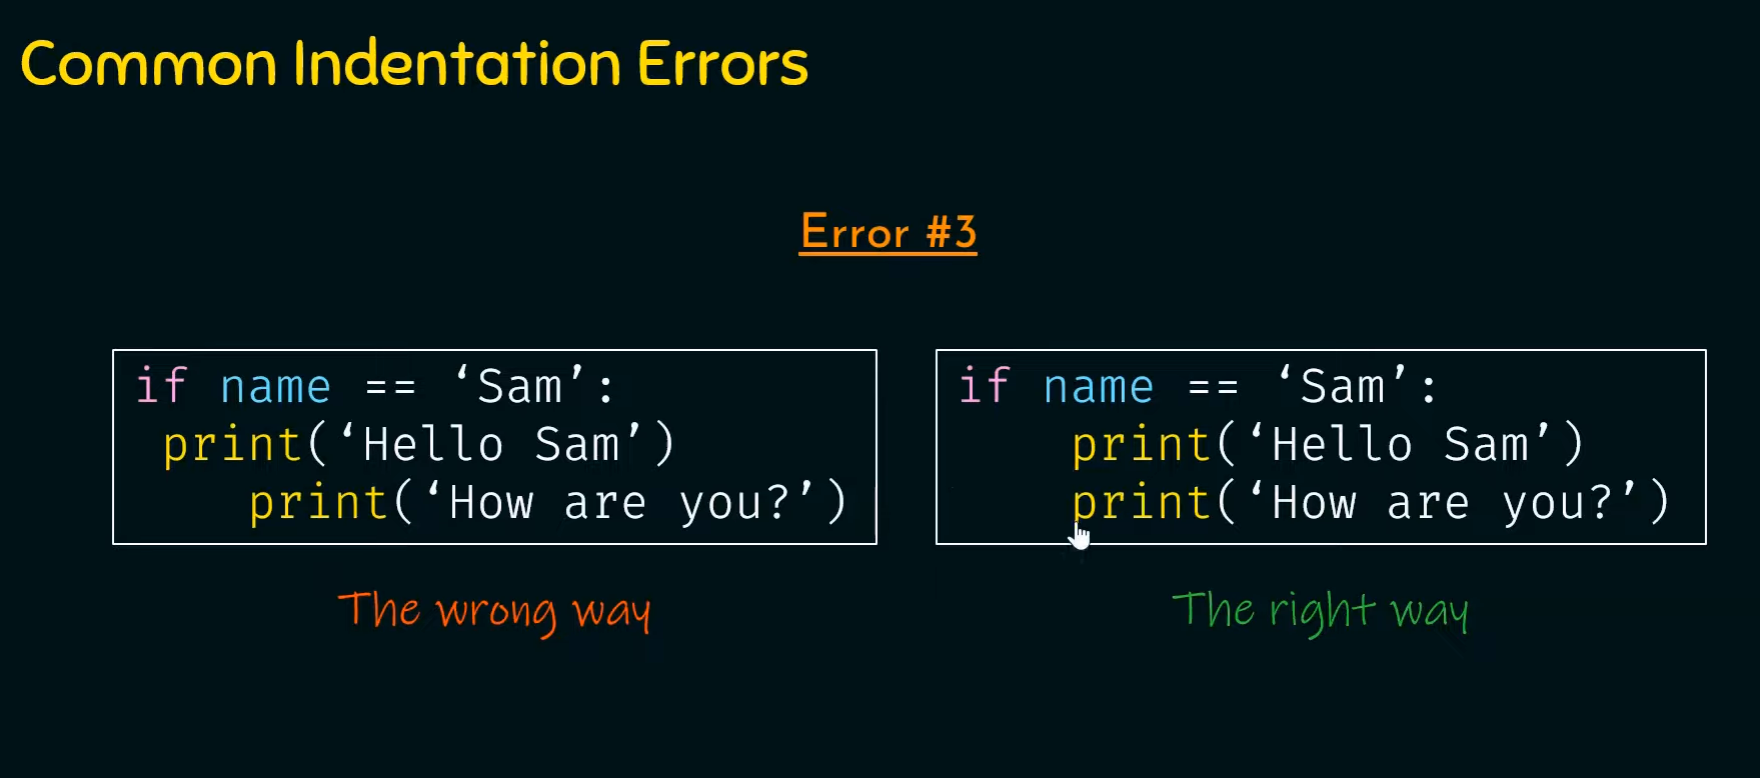 Common Indentation Errors
Error #3
if name == ‘Sam’:
 print(‘Hello Sam’)
    print(‘How are you?’)
The wrong way
if name == ‘Sam’:
    print(‘Hello Sam’)
    print(‘How are you?’)
The right way